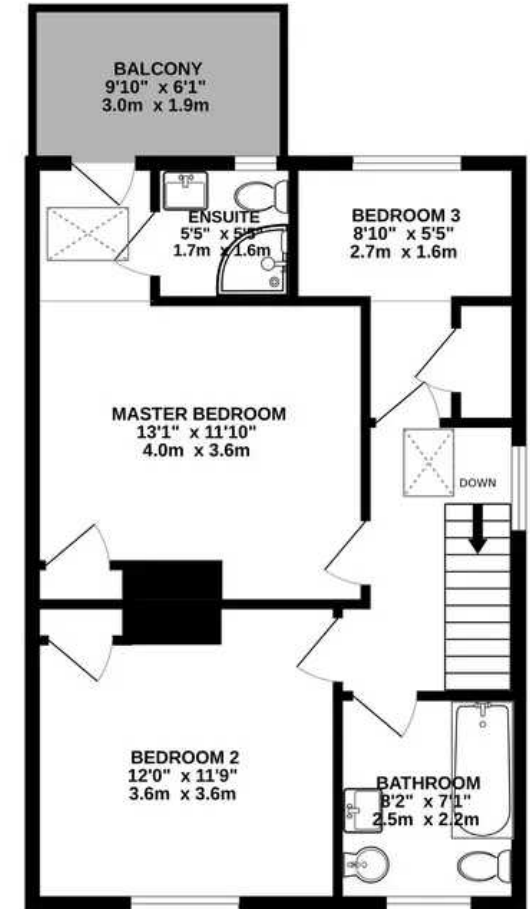 BALCONY
9'10" x 6'1"
3.0m x 1.9m
ENSUITE
5'5" x 5'5"
1.7m x 1.6m
BEDROOM 3
8'10" x 5'5"
2.7m x 1.6m
MASTER BEDROOM
13'1" x 11'10"
4.0m x 3.6m
DOWN
BEDROOM 2
12'0" x 11'9"
3.6m x 3.6m
BATHROOM
8'2" x 7'1"
2.5m x 2.2m